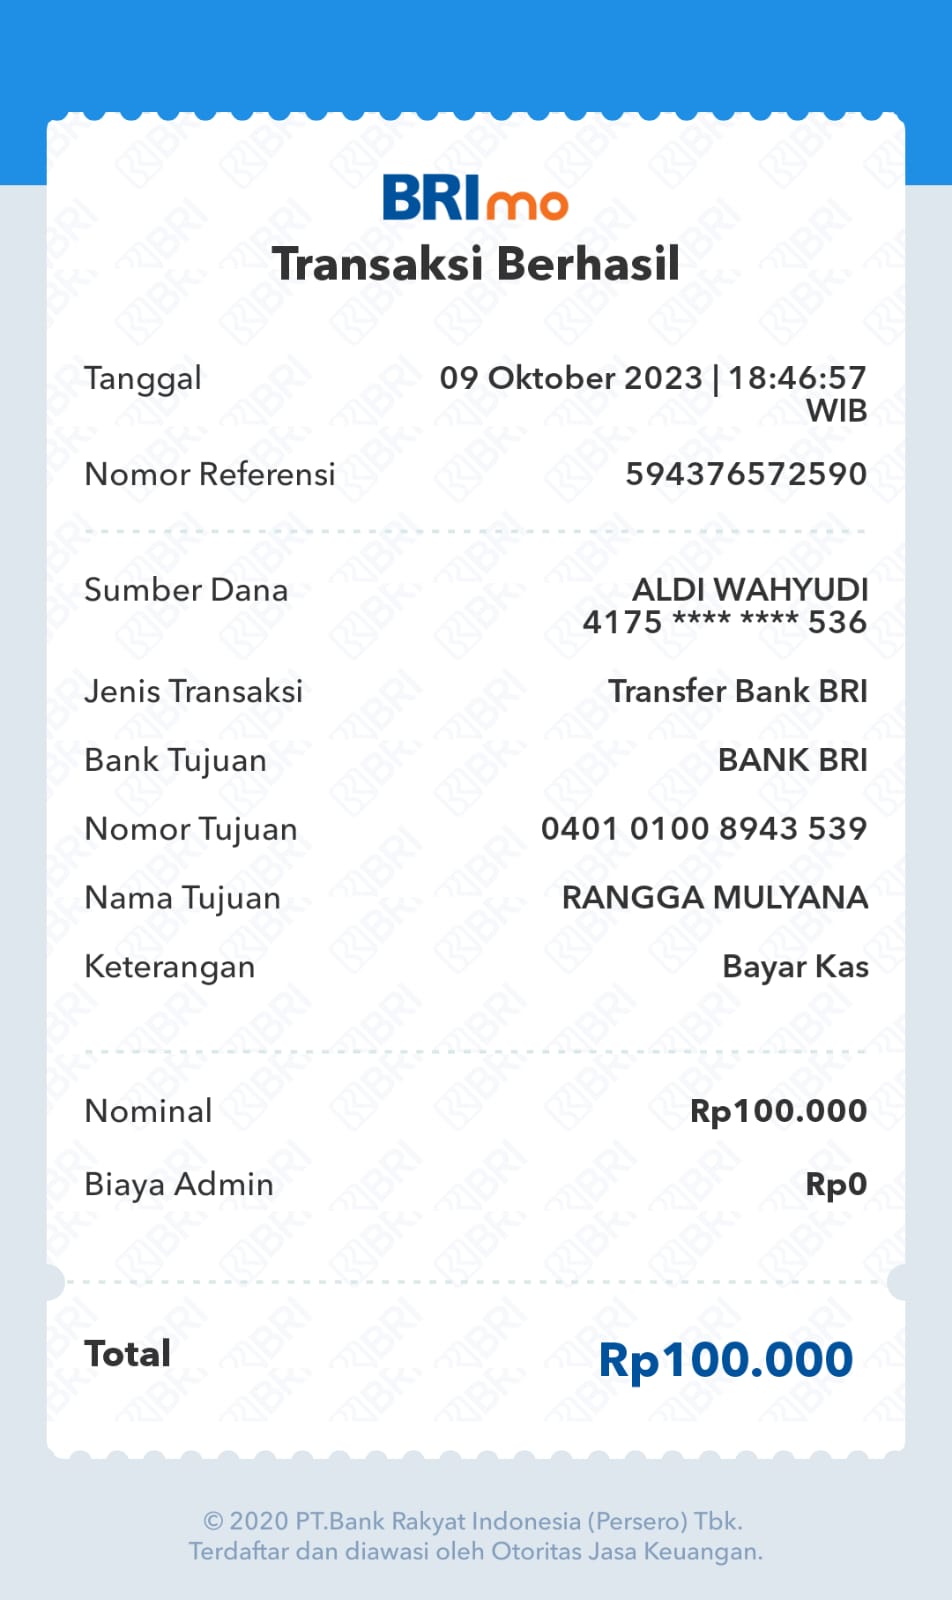 BRImo
Transaksi Berhasil
Tanggal 09 Oktober 2023 | 18:46:57
WIB
Nomor Referensi 594376572590
Sumber Dana ALDI WAHYUDI
4175 **** **** 536
Jenis Transaksi Transfer Bank BRI
Bank Tujuan BANK BRI
Nomor Tujuan 0401 0100 8943 539
Nama Tujuan RANGGA MULYANA
Keterangan Bayar Kas
Nominal Rp100.000
Biaya Admin Rp0
Total Rp100.000
© 2020 PT.Bank Rakyat Indonesia (Persero) Tbk.
Terdaftar dan diawasi oleh Otoritas Jasa Keuangan.